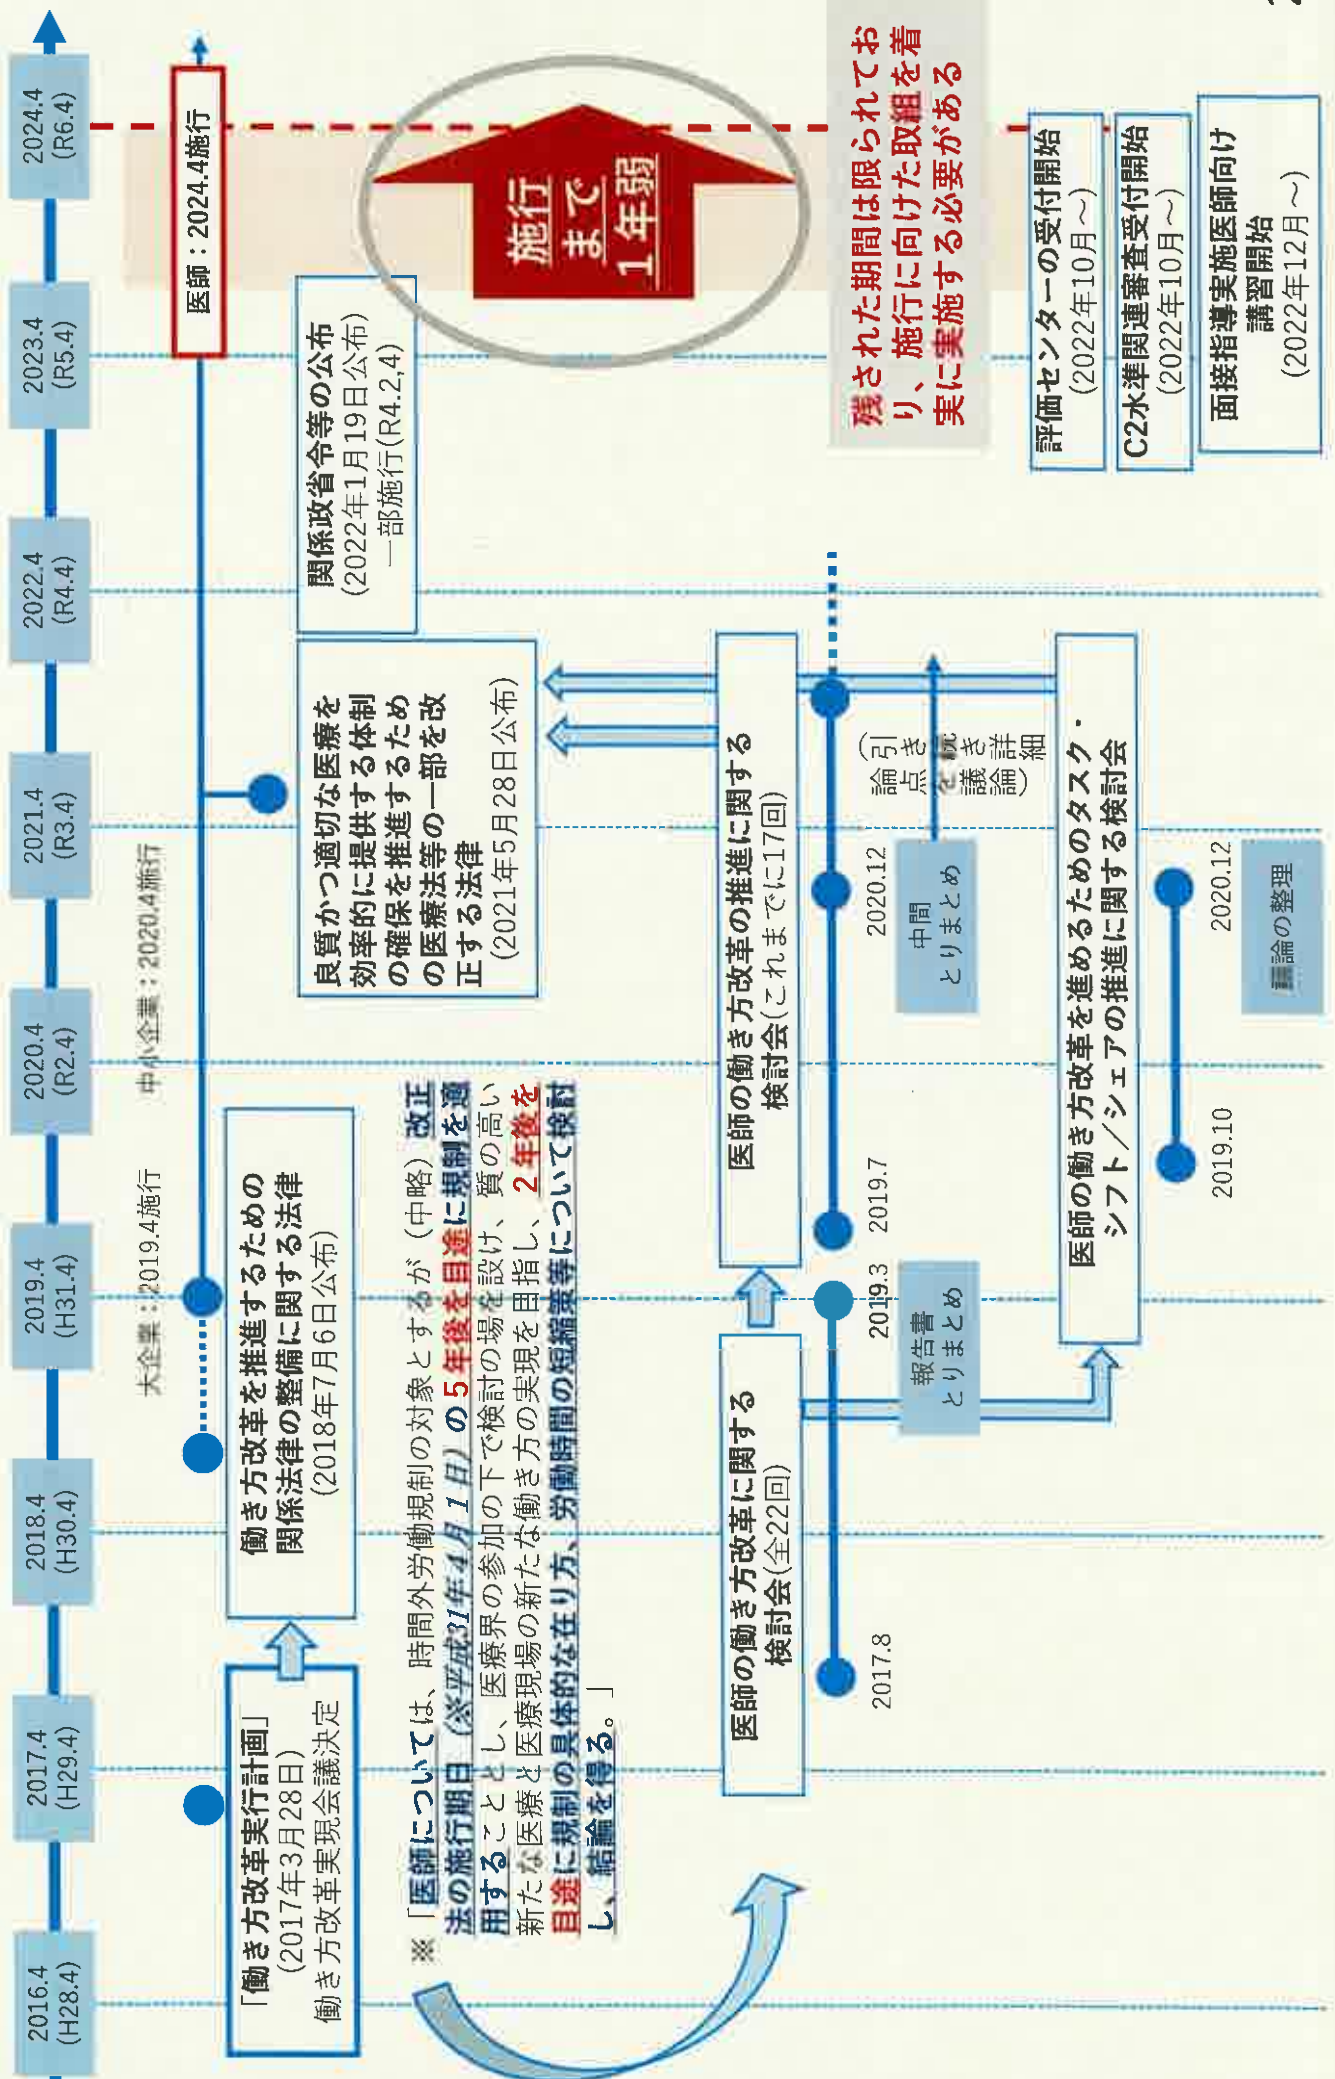 2016.4
(H28.4)
2017.4
(H29.4)
2018.4
(H30.4)
2019.4
(H31.4)
2020.4
(R2.4)
2021.4
(R3.4)
2022.4
(R4.4)
2023.4
(R5.4)
2024.4
(R6.4)
大企業：2019.4施行
中小企業：2020.4施行
医師：2024.4施行
「働き方改革実行計画」
(2017年3月28日)
働き方改革実現会議決定
働き方改革を推進するための
関係法律の整備に関する法律
(2018年7月6日公布)
良質かつ適切な医療を
効率的に提供する体制
の確保を推進するため
の医療法等の一部を改
正する法律
(2021年5月28日公布)
関係政省令等の公布
(2022年1月19日公布)
一部施行(R4.2,4)
施行
まで
1年弱
※「医師については、時間外労働規制の対象とするが（中略）改正
法の施行期日（※平成31年４月１日）の５年後を目途に規制を適
用することとし、医療界の参加の下で検討の場を設け、質の高い
新たな医療と医療現場の新たな働き方の実現を目指し、２年後を
目途に規制の具体的な在り方、労働時間の短縮策等について検討
し、結論を得る。」
残された期間は限られてお
り、施行に向けた取組を着
実に実施する必要がある
医師の働き方改革に関する
検討会(全22回)
2017.8
2019.3
報告書
とりまとめ
医師の働き方改革の推進に関する
検討会(これまでに17回)
2019.7
2020.12
中間
とりまとめ
（引き続き詳細
論点を議論）
医師の働き方改革を進めるためのタスク・
シフト／シェアの推進に関する検討会
2019.10
2020.12
議論の整理
評価センターの受付開始
(2022年10月～)
C2水準関連審査受付開始
(2022年10月～)
面接指導実施医師向け
講習開始
(2022年12月～)